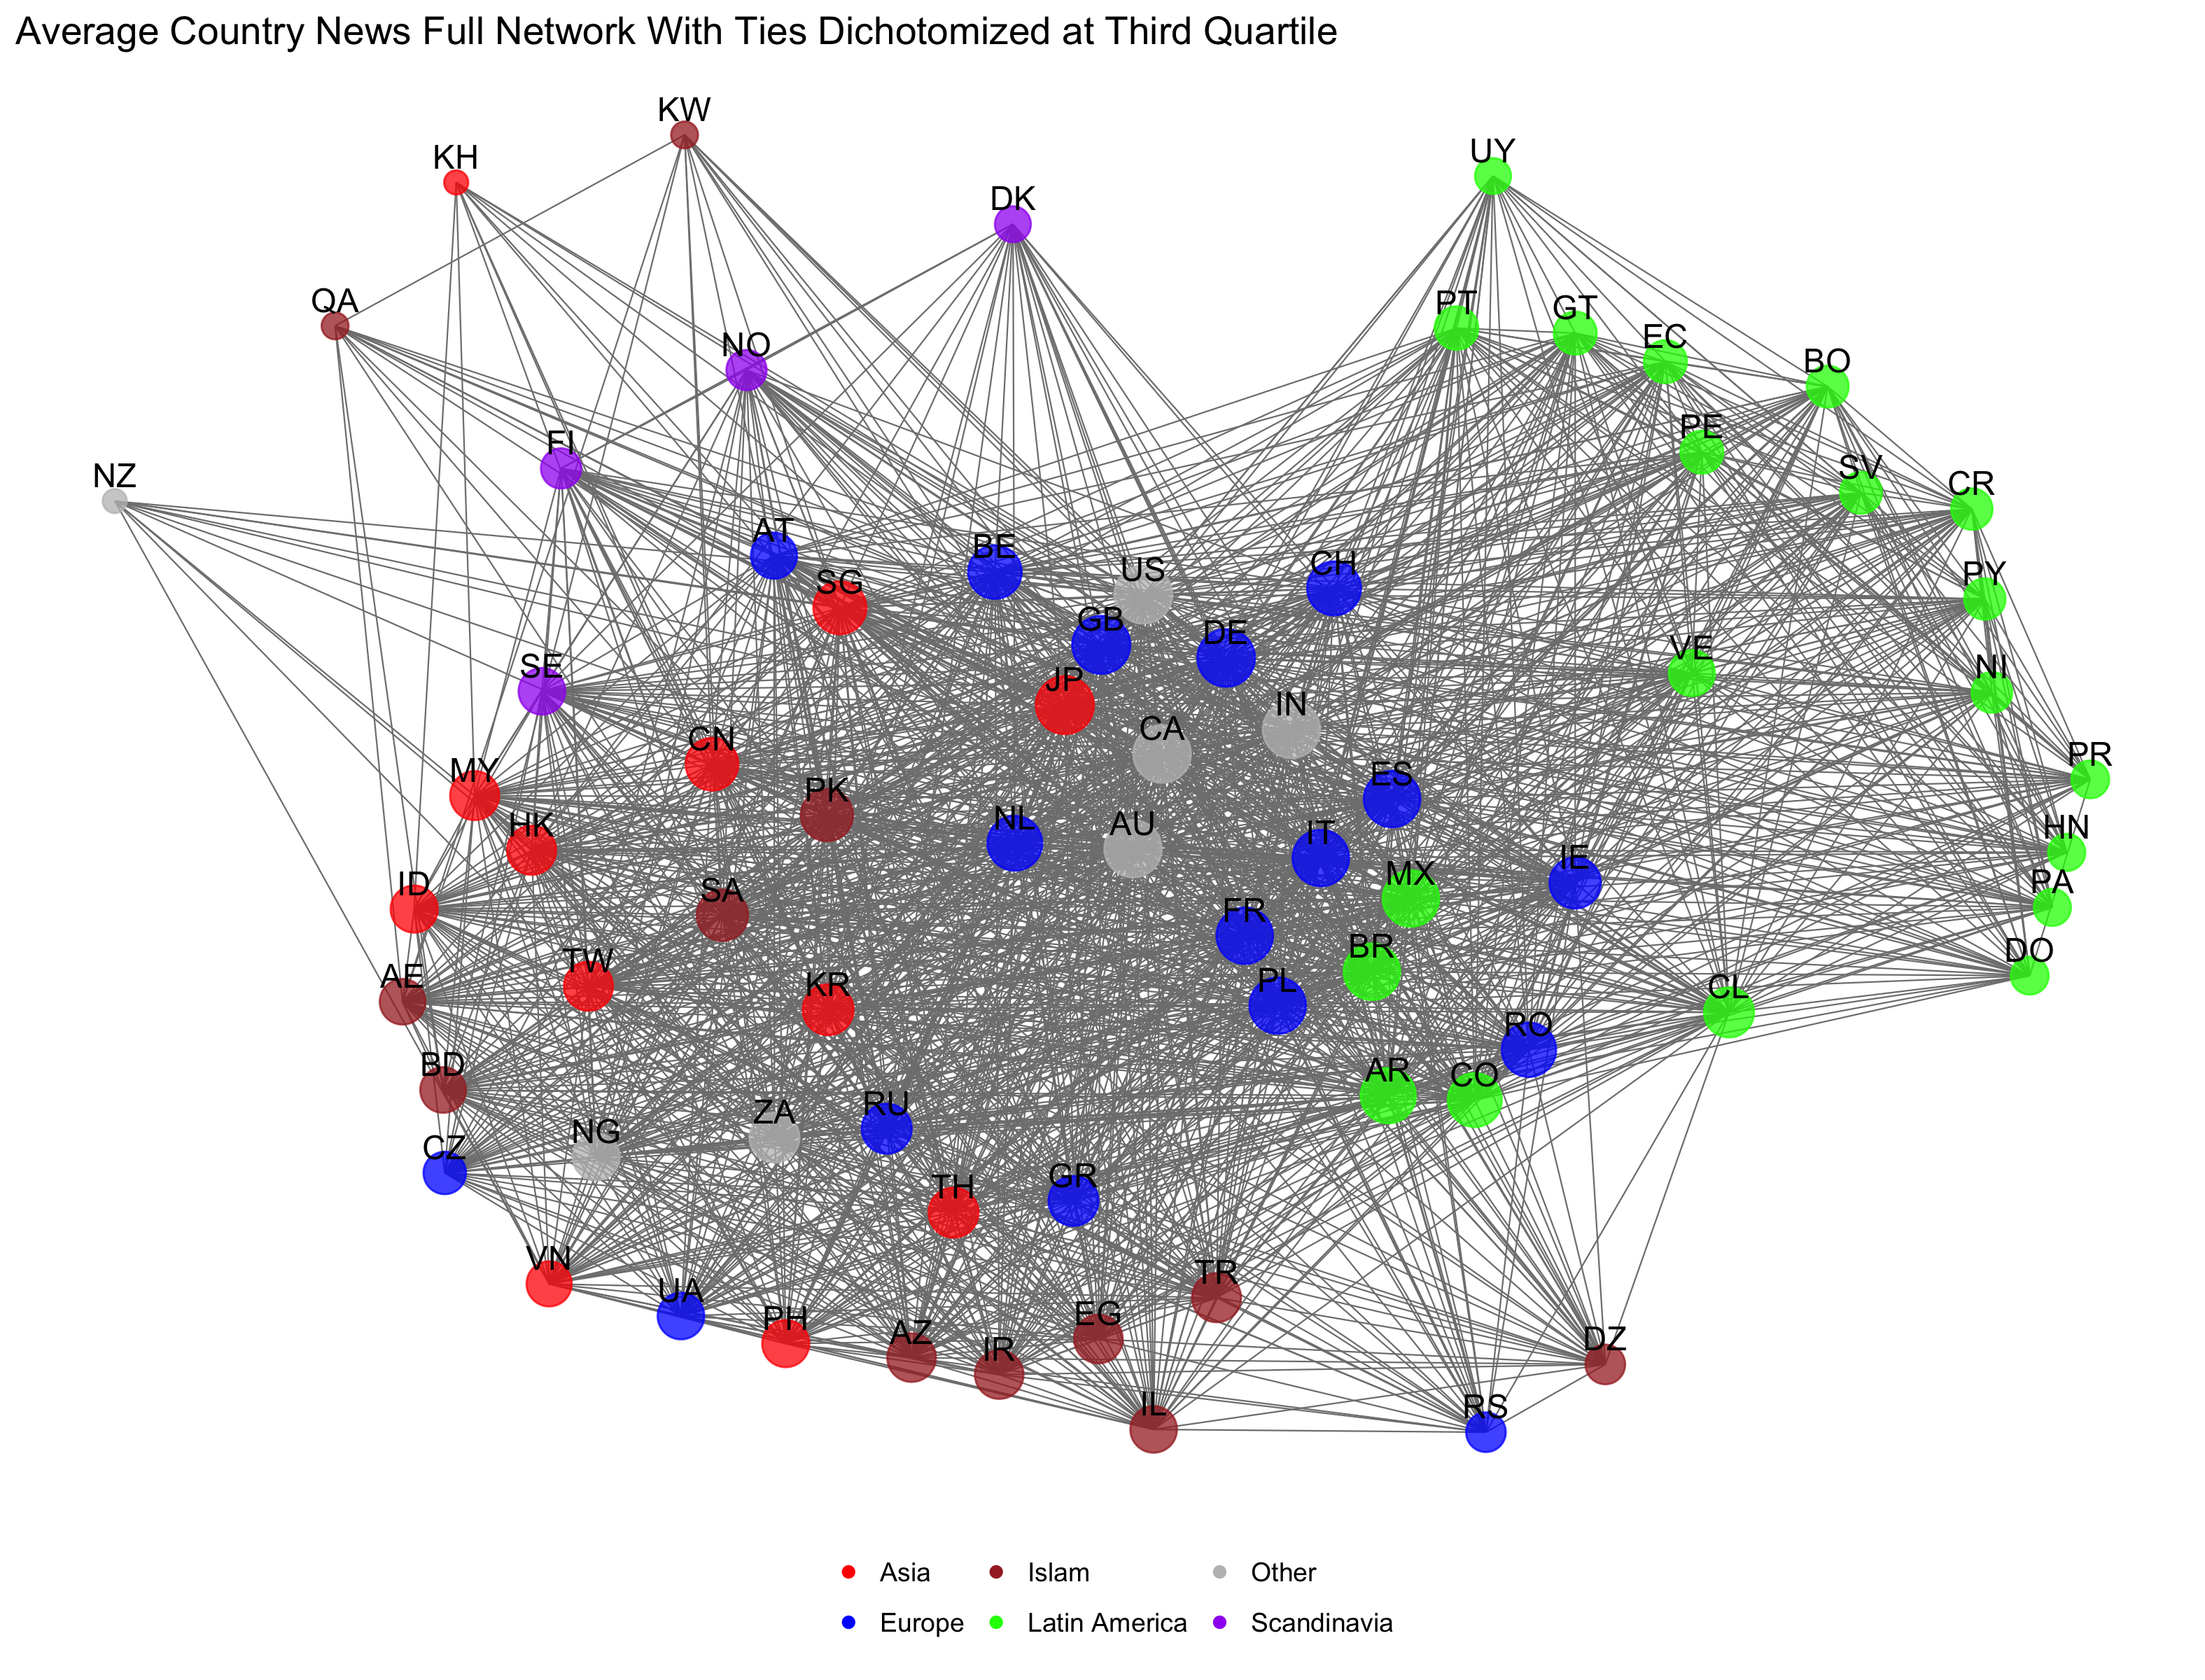 Average Country News Full Network With Ties Dichotomized at Third Quartile
KW
KH
UY
DK
QA
PT
GT
EC
NO
BO
FI
PE
SV
NZ
CR
AT
BE
US
CH
SG
PY
GB
DE
VE
SE
NI
JP
IN
CA
CN
PR
MY
ES
PK
NL
AU
HK
IT
HN
MX
IE
ID
SA
PA
FR
BR
DO
TW
AE
KR
PL
CL
RO
BD
AR
CO
RU
ZA
NG
CZ
GR
TH
VN
TR
UA
PH
EG
AZ
DZ
IR
IL
RS
Asia
Islam
Other
Europe
Latin America
Scandinavia